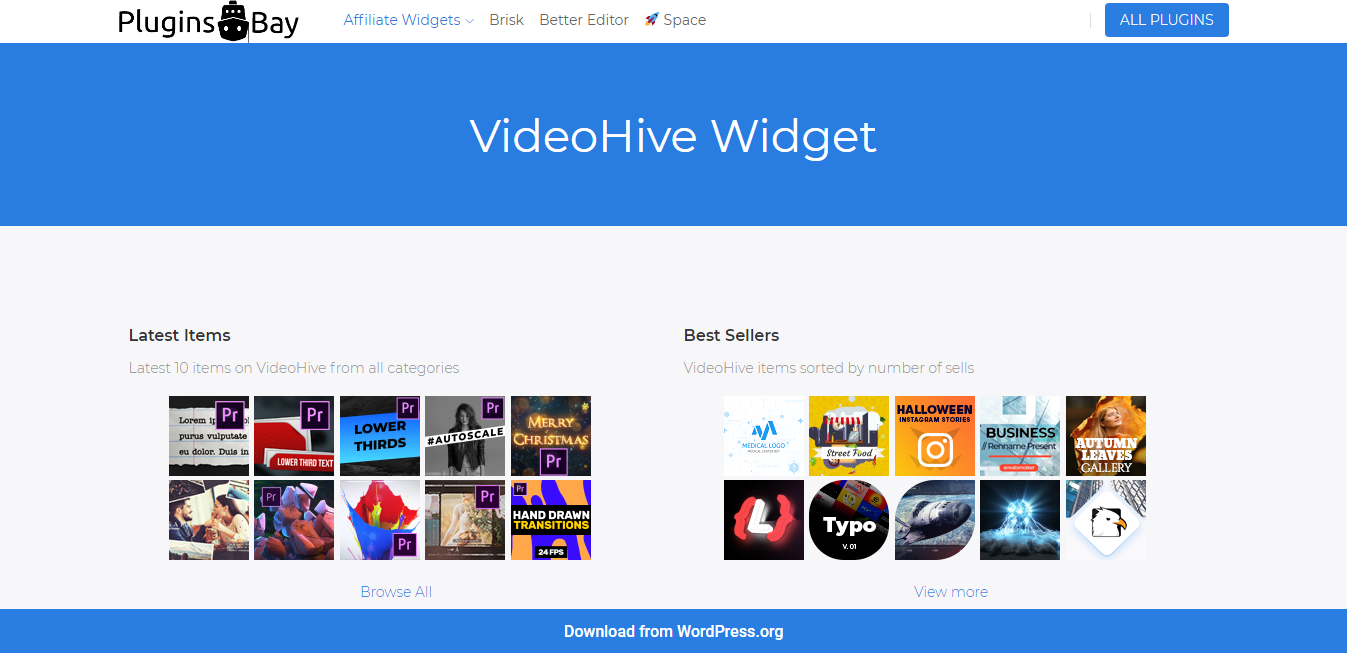 PluginsBay
Affiliate Widgets Brisk Better Editor 🚀 Space
ALL PLUGINS
VideoHive Widget
Latest Items
Latest 10 items on VideoHive from all categories
Pr
Lorem ip
purus vulputate
eu dolor. Duis in
Pr
LOWER THIRD TEXT
Pr
LOWER
THIRDS
Pr
#AUTOSCALE
MERRY
CHRISTMAS
Pr
Pr
Pr
Pr
Pr
HAND DRAWN
TRANSITIONS
24 FPS
Browse All
Best Sellers
VideoHive items sorted by number of sells
MEDICAL LOGO
Street Food
HALLOWEEN
INSTAGRAM STORIES
BUSINESS
// Renname Present
envatomarket
AUTUMN
LEAVES
GALLERY
{L}
Typo
V. 01
View more
Download from WordPress.org